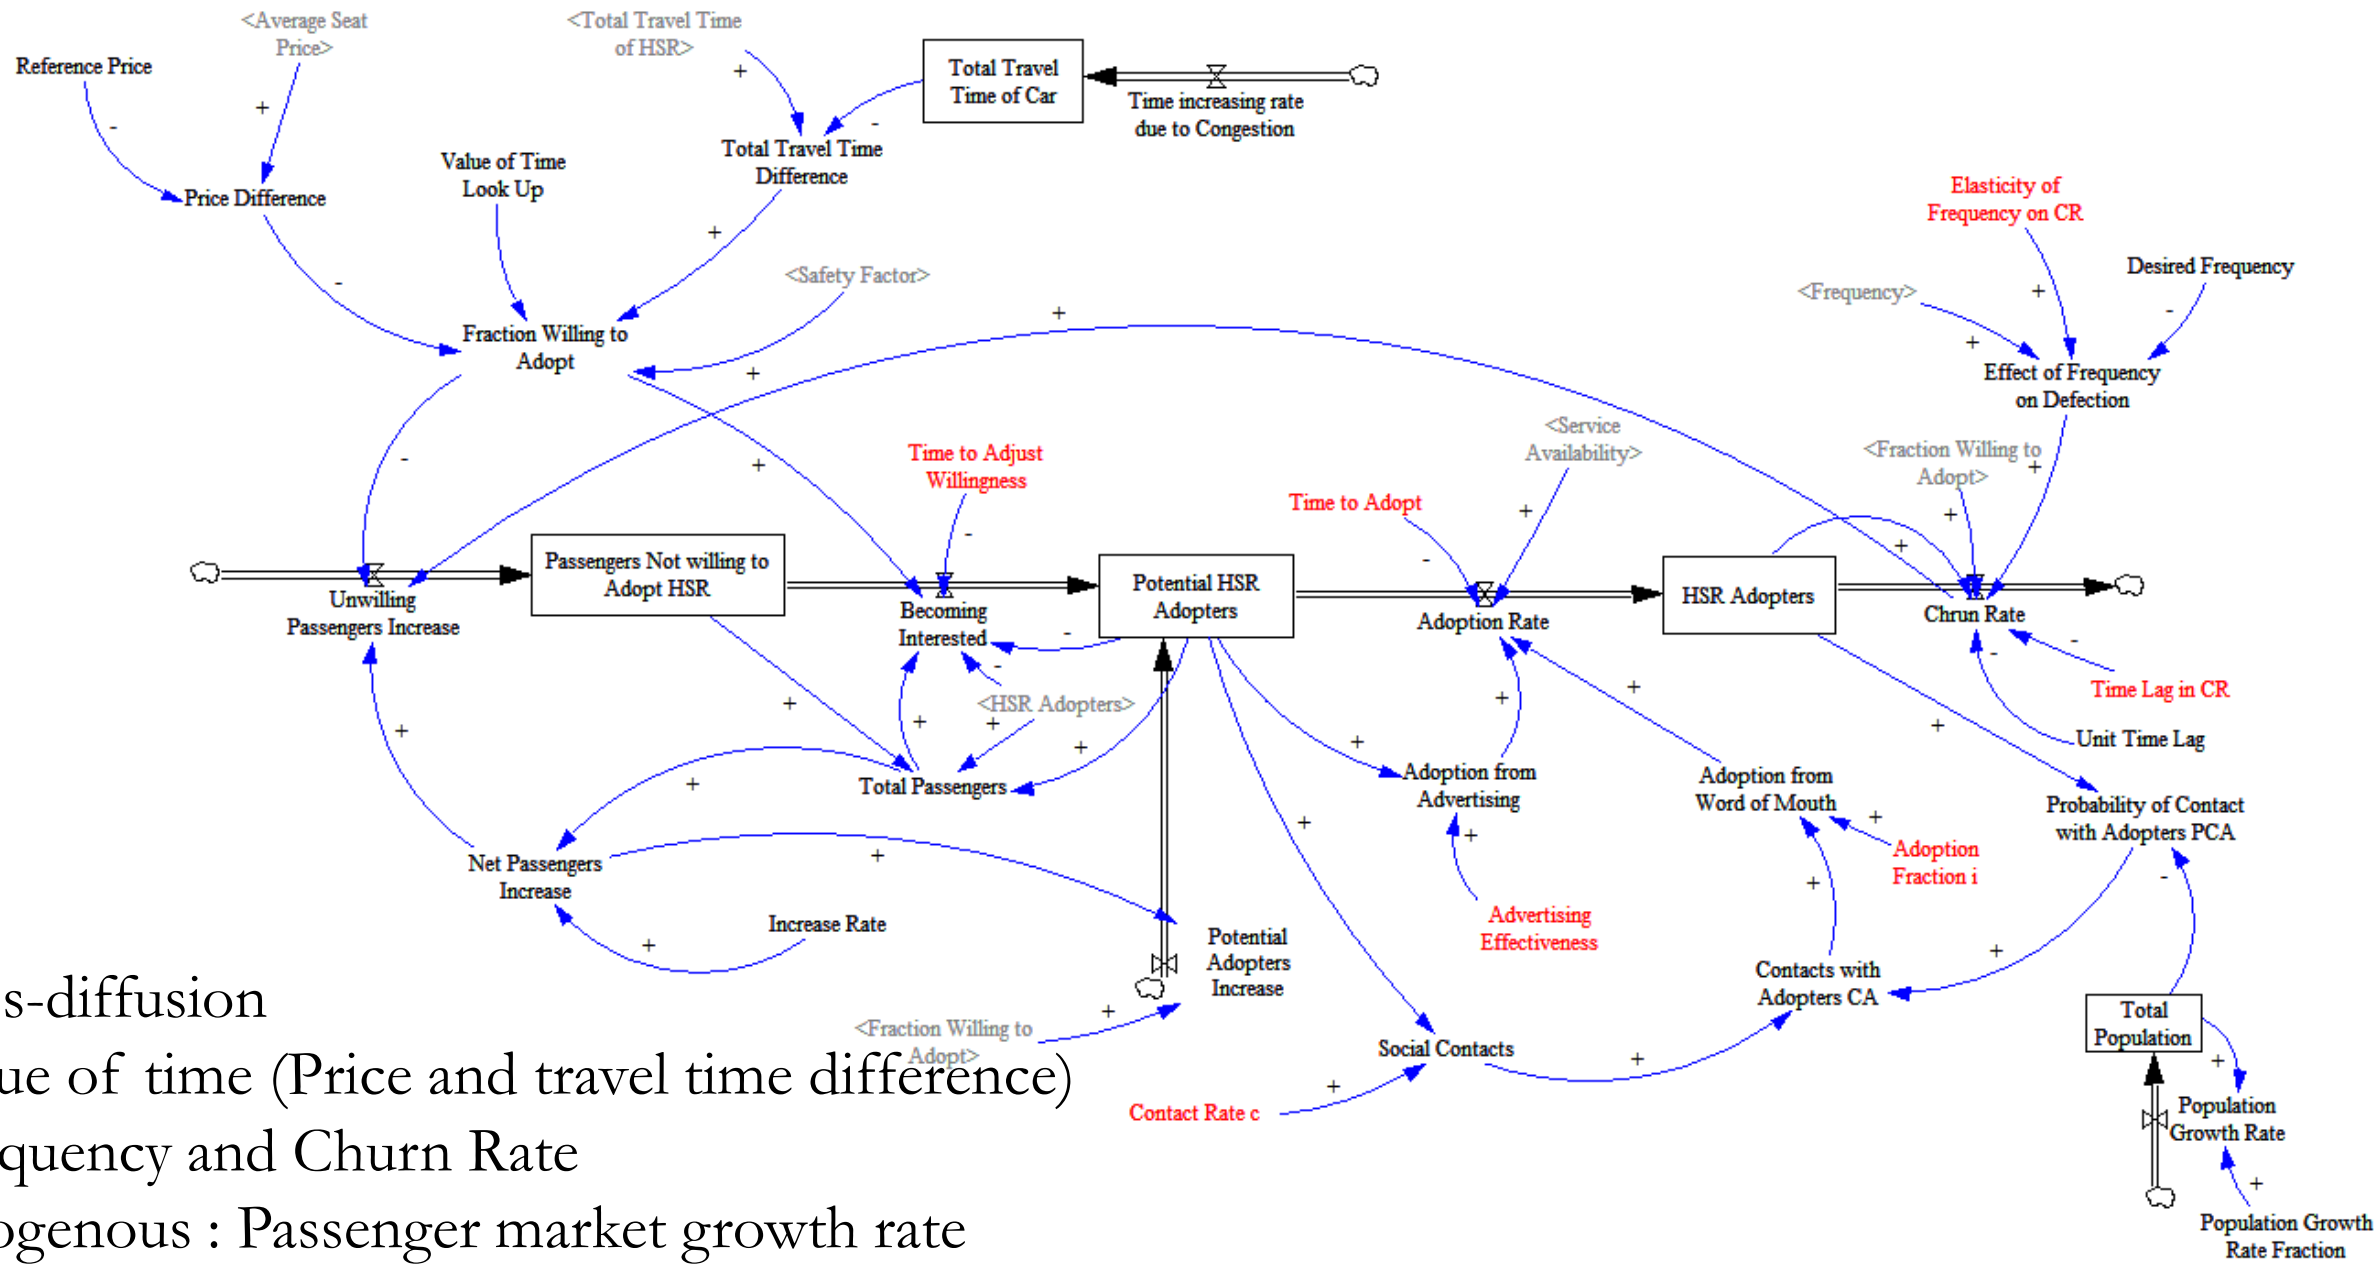 <Average Seat
Price>
<Total Travel Time
of HSR>
Reference Price
Total Travel
Time of Car
Time increasing rate
due to Congestion
+
+
-
-
Total Travel Time
Difference
Value of Time
Look Up
Price Difference
Elasticity of
Frequency on CR
+
<Safety Factor>
Desired Frequency
-
<Frequency>
+
-
+
Fraction Willing to
Adopt
+
+
Effect of Frequency
on Defection
-
+
<Service
Availability>
<Fraction Willing to
Adopt>
+
Time to Adjust
Willingness
Time to Adopt
+
+
-
-
+
Passengers Not willing to
Adopt HSR
Potential HSR
Adopters
HSR Adopters
Unwilling
Passengers Increase
Becoming
Interested
Adoption Rate
Chrun Rate
-
-
-
-
Time Lag in CR
+
<HSR Adopters>
+
+
+
+
+
+
Unit Time Lag
+
+
+
Total Passengers
Adoption from
Advertising
Adoption from
Word of Mouth
Probability of Contact
with Adopters PCA
+
+
+
+
Adoption
Fraction i
Net Passengers
Increase
+
+
-
Increase Rate
Advertising
Effectiveness
+
Potential
Adopters
Increase
+
Contacts with
Adopters CA
s-diffusion
+
<Fraction Willing to
Adopt>
Total
Population
Social Contacts
+
+
ue of time (Price and travel time difference)
+
Contact Rate c
Population
Growth Rate
quency and Churn Rate
+
Population Growth
Rate Fraction
ogenous : Passenger market growth rate